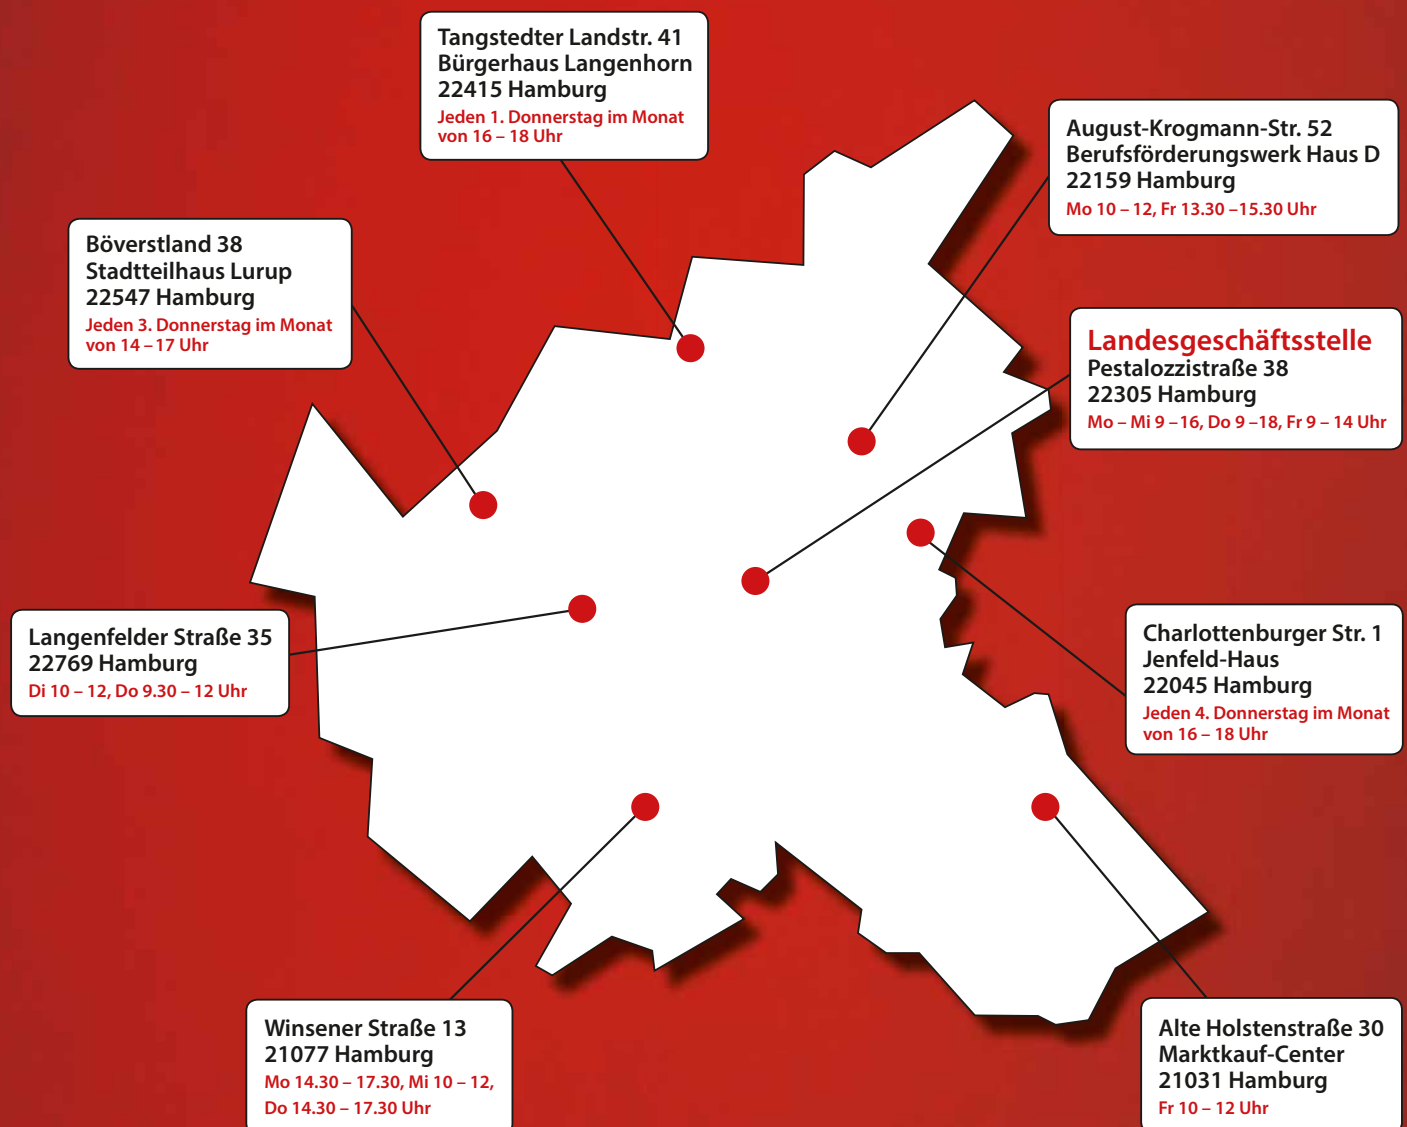 Tangstedter Landstr. 41
Bürgerhaus Langenhorn
22415 Hamburg
Jeden 1. Donnerstag im Monat
von 16 – 18 Uhr
August-Krogmann-Str. 52
Berufsförderungswerk Haus D
22159 Hamburg
Mo 10 – 12, Fr 13.30 –15.30 Uhr
Böverstland 38
Stadtteilhaus Lurup
22547 Hamburg
Jeden 3. Donnerstag im Monat
von 14 – 17 Uhr
Landesgeschäftsstelle
Pestalozzistraße 38
22305 Hamburg
Mo – Mi 9 –16, Do 9 –18, Fr 9 – 14 Uhr
Langenfelder Straße 35
22769 Hamburg
Di 10 – 12, Do 9.30 – 12 Uhr
Charlottenburger Str. 1
Jenfeld-Haus
22045 Hamburg
Jeden 4. Donnerstag im Monat
von 16 – 18 Uhr
Winsener Straße 13
21077 Hamburg
Mo 14.30 – 17.30, Mi 10 – 12,
Do 14.30 – 17.30 Uhr
Alte Holstenstraße 30
Marktkauf-Center
21031 Hamburg
Fr 10 – 12 Uhr